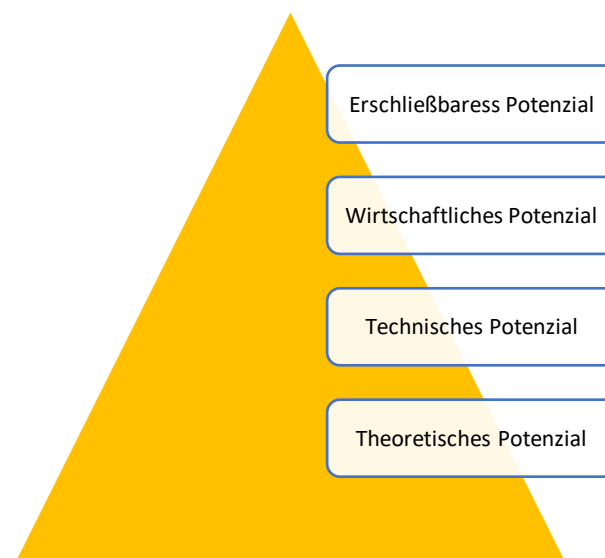 Erschließbaress Potenzial
Wirtschaftliches Potenzial
Technisches Potenzial
Theoretisches Potenzial